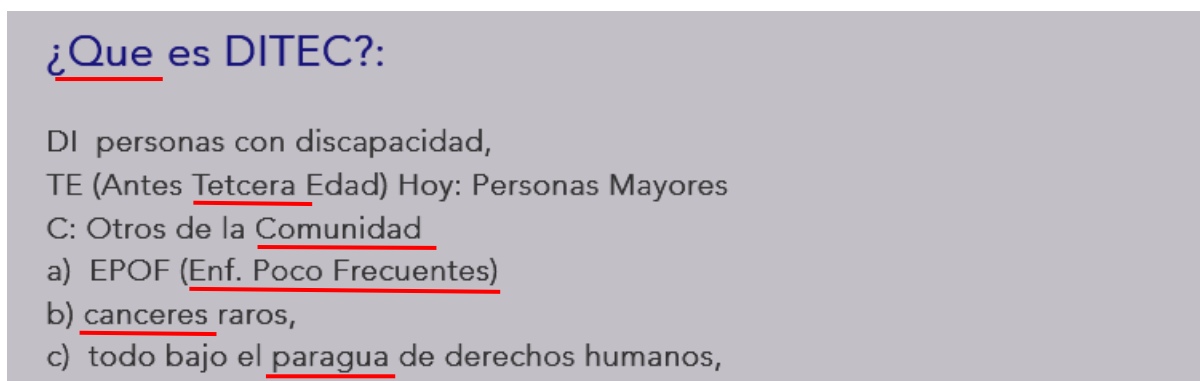 ¿Que es DITEC?:
DI personas con discapacidad,
TE (Antes Tetcera Edad) Hoy: Personas Mayores
C: Otros de la Comunidad
a) EPOF (Enf. Poco Frecuentes)
b) canceres raros,
c) todo bajo el paragua de derechos humanos,